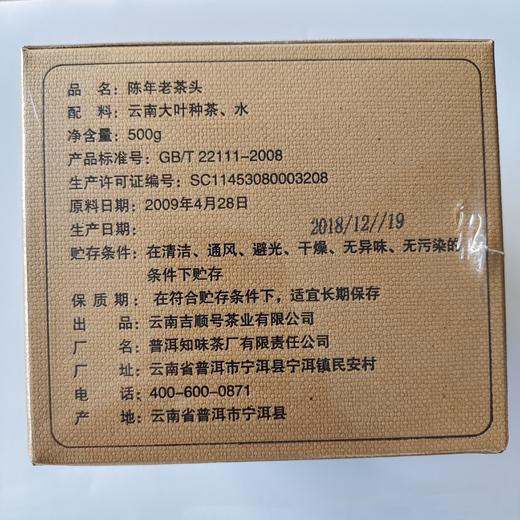 品名：陈年老茶头
配料：云南大叶种茶、水
净含量：500g
产品标准号：GB/T 22111-2008
生产许可证编号：SC11453080003208
原料日期：2009年4月28日
生产日期：2018/12//19
贮存条件：在清洁、通风、避光、干燥、无异味、无污染的
条件下贮存
保质期：在符合贮存条件下，适宜长期保存
出品：云南吉顺号茶业有限公司
厂名：普洱知味茶厂有限责任公司
厂址：云南省普洱市宁洱县宁洱镇民安村
电话：400-600-0871
产地：云南省普洱市宁洱县